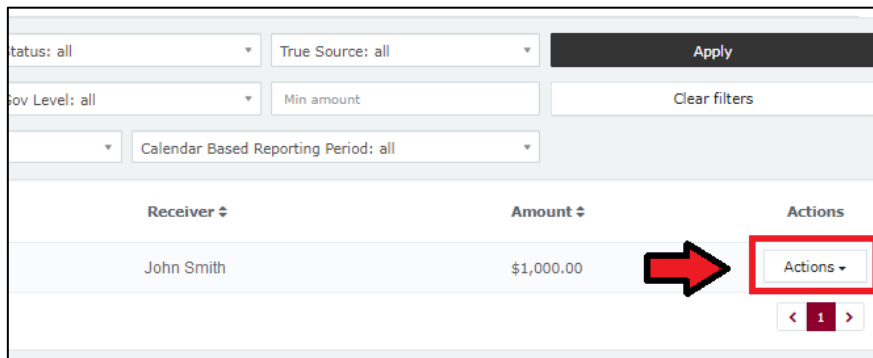 Status: all True Source: all Apply
Gov Level: all Min amount Clear filters
Calendar Based Reporting Period: all
Receiver Amount Actions
John Smith $1,000.00 Actions
< 1 >